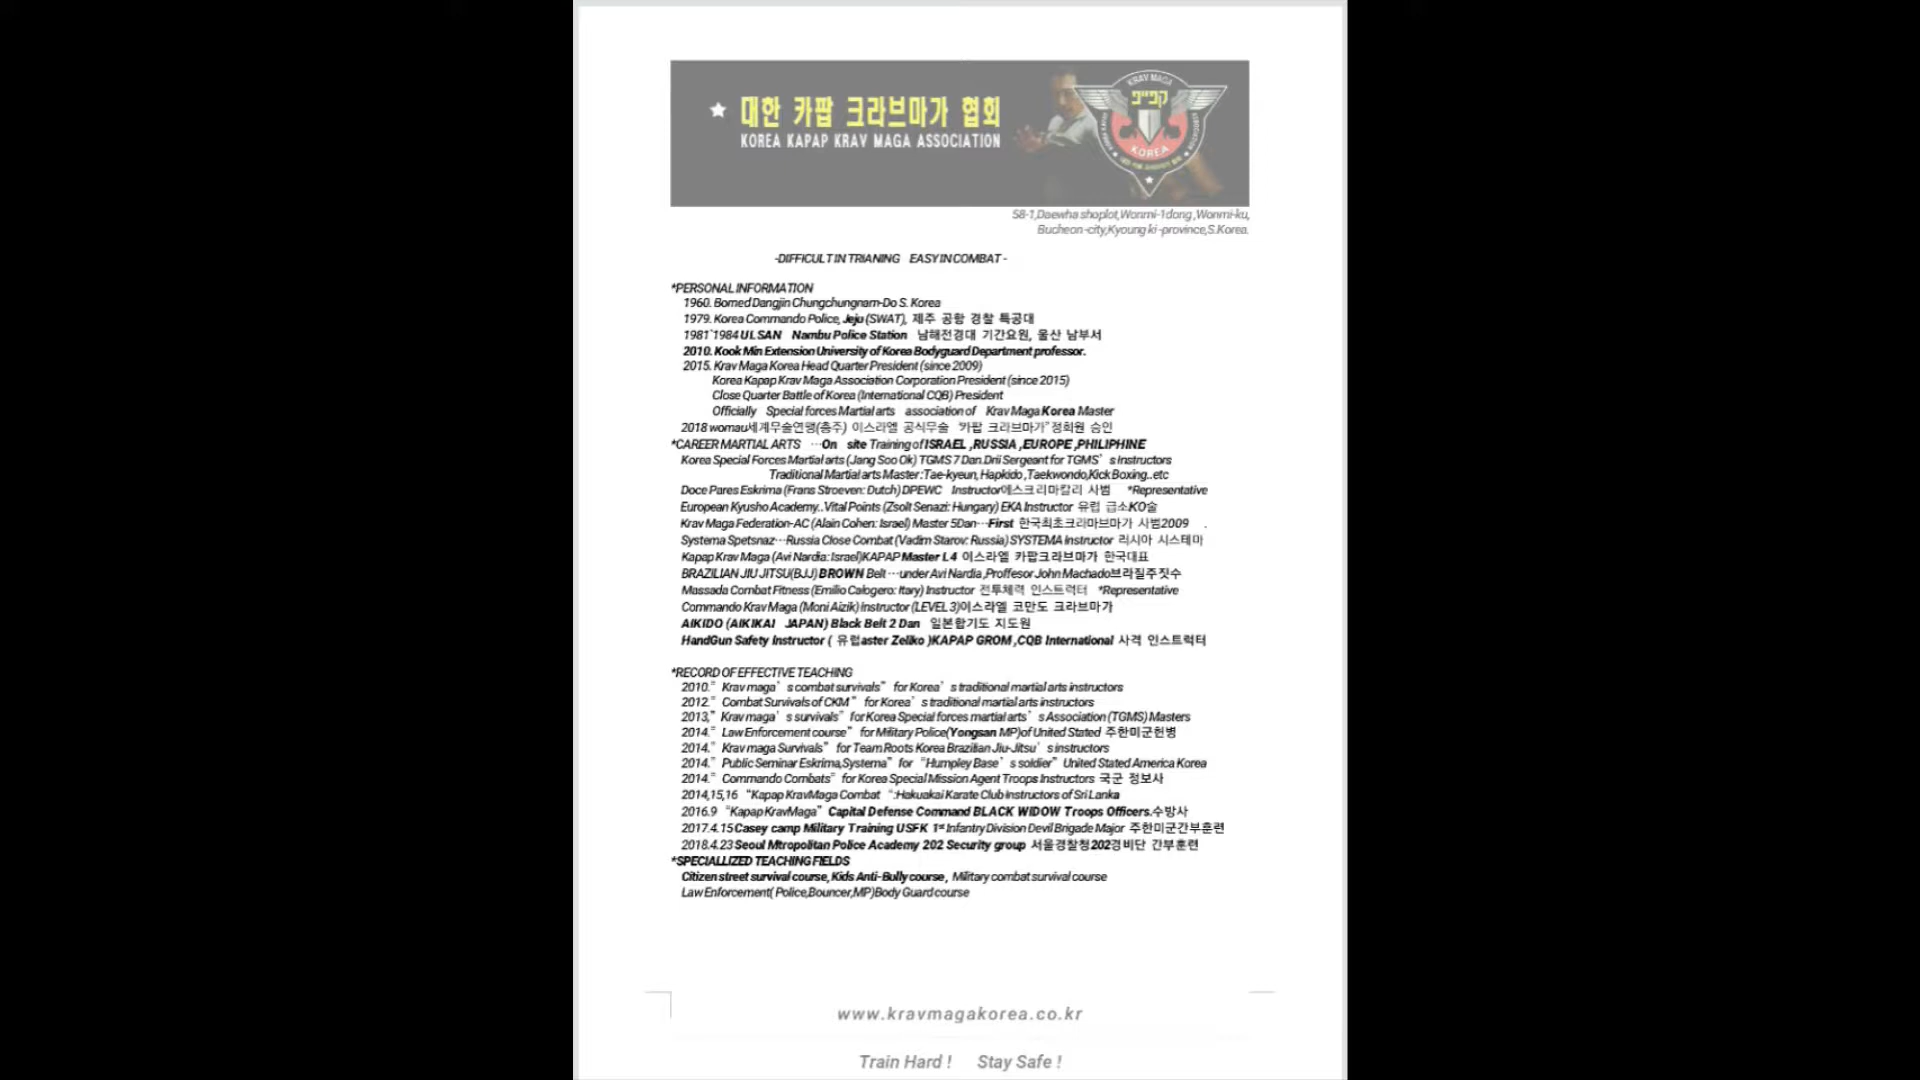 대한 카팝 크라브마가 협회
KOREA KAPAP KRAV MAGA ASSOCIATION
KRAV MAGA
קפ״פ
KOREA
58-1,Daewha shoplot,Wonmi-1dong ,Wonmi-ku,
Bucheon -city,Kyoung ki -province,S.Korea.
-DIFFICULT IN TRIANING EASY IN COMBAT -
*PERSONAL INFORMATION
1960. Borned Dangjin Chungchungnam-Do S. Korea
1979. Korea Commando Police, Jeju (SWAT), 제주 공항 경찰 특공대
1981~1984 ULSAN Nambu Police Station 남해전경대 기간요원, 울산 남부서
2010. Kook Min Extension University of Korea Bodyguard Department professor.
2015. Krav Maga Korea Head Quarter President (since 2009)
Korea Kapap Krav Maga Association Corporation President (since 2015)
Close Quarter Battle of Korea (International CQB) President
Officially Special forces Martial arts association of Krav Maga Korea Master
2018 womau세계무술연맹(충주) 이스라엘 공식무술 "카팝 크라브마가" 정회원 승인
*CAREER MARTIAL ARTS …On site Training of ISRAEL ,RUSSIA ,EUROPE ,PHILIPHINE
Korea Special Forces Martial arts (Jang Soo Ok) TGMS 7 Dan.Drii Sergeant for TGMS's Instructors
Traditional Martial arts Master :Tae-kyeun, Hapkido ,Taekwondo,Kick Boxing..etc
Doce Pares Eskrima (Frans Stroeven: Dutch) DPEWC Instructor에스크리마칼리 사범 *Representative
European Kyusho Academy..Vital Points (Zsolt Senazi: Hungary) EKA Instructor 유럽 급소KO술
Krav Maga Federation-AC (Alain Cohen: Israel) Master 5Dan…First 한국최초크라마브마가 사범2009 .
Systema Spetsnaz…Russia Close Combat (Vadim Starov: Russia) SYSTEMA Instructor 러시아 시스테마
Kapap Krav Maga (Avi Nardia: Israel)KAPAP Master L4 이스라엘 카팝크라브마가 한국대표
BRAZILIAN JIU JITSU(BJJ) BROWN Belt …under Avi Nardia ,Proffesor John Machado브라질주짓수
Massada Combat Fitness (Emilio Calogero: Itary) Instructor 전투체력 인스트럭터 *Representative
Commando Krav Maga (Moni Aizik) Instructor (LEVEL 3)이스라엘 코만도 크라브마가
AIKIDO (AIKIKAI JAPAN) Black Belt 2 Dan 일본합기도 지도원
HandGun Safety Instructor ( 유럽aster Zeliko )KAPAP GROM ,CQB International 사격 인스트럭터
*RECORD OF EFFECTIVE TEACHING
2010." Krav maga's combat survivals" for Korea's traditional martial arts instructors
2012." Combat Survivals of CKM" for Korea's traditional martial arts instructors
2013," Krav maga's survivals" for Korea Special forces martial arts's Association (TGMS) Masters
2014." Law Enforcement course" for Military Police(Yongsan MP)of United Stated 주한미군헌병
2014." Krav maga Survivals" for Team Roots Korea Brazilian Jiu-Jitsu's instructors
2014." Public Seminar Eskrima,Systema" for "Humpley Base's soldier" United Stated America Korea
2014." Commando Combats" for Korea Special Mission Agent Troops Instructors 국군 정보사
2014,15,16 "Kapap KravMaga Combat ":Hakuakai Karate Club Instructors of Sri Lanka
2016.9 "Kapap KravMaga" Capital Defense Command BLACK WIDOW Troops Officers.수방사
2017.4.15 Casey camp Military Training USFK 1st Infantry Division Devil Brigade Major 주한미군간부훈련
2018.4.23 Seoul Mtropolitan Police Academy 202 Security group 서울경찰청202경비단 간부훈련
*SPECIALLIZED TEACHING FIELDS
Citizen street survival course, Kids Anti-Bully course , Military combat survival course
Law Enforcement( Police,Bouncer,MP)Body Guard course
www.kravmagakorea.co.kr
Train Hard ! Stay Safe !